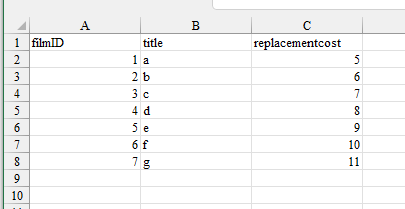 A B C
1 filmID title replacementcost
2 1 a 5
3 2 b 6
4 3 c 7
5 4 d 8
6 5 e 9
7 6 f 10
8 7 g 11
9
10